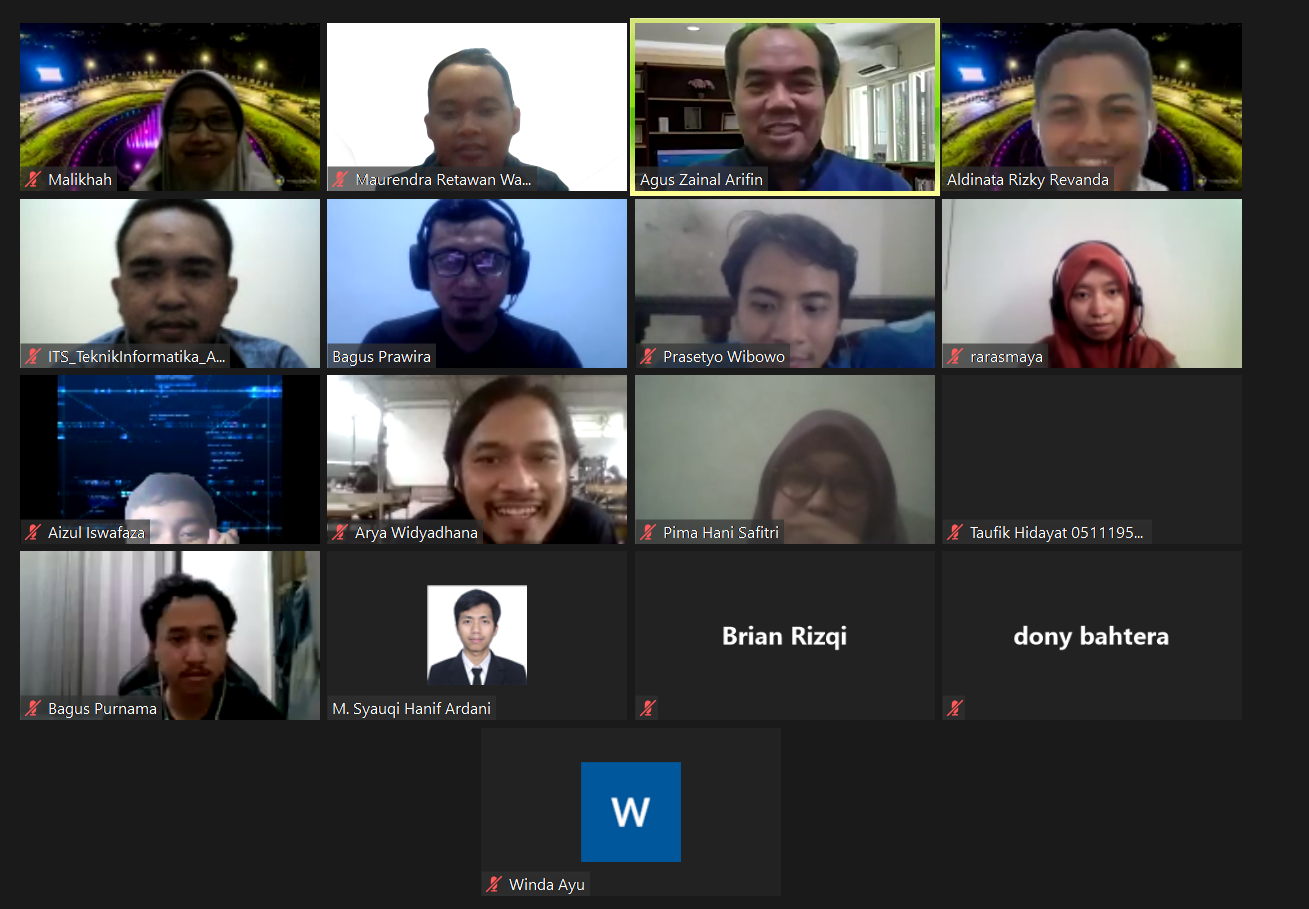 Malikhah
Maurendra Retawan Wa...
Agus Zainal Arifin
Aldinata Rizky Revanda
ITS_TeknikInformatika_A...
Bagus Prawira
Prasetyo Wibowo
rarasmaya
Aizul Iswafaza
Arya Widyadhana
Pima Hani Safitri
Taufik Hidayat 0511195...
Bagus Purnama
M. Syauqi Hanif Ardani
Brian Rizqi
dony bahtera
W
Winda Ayu